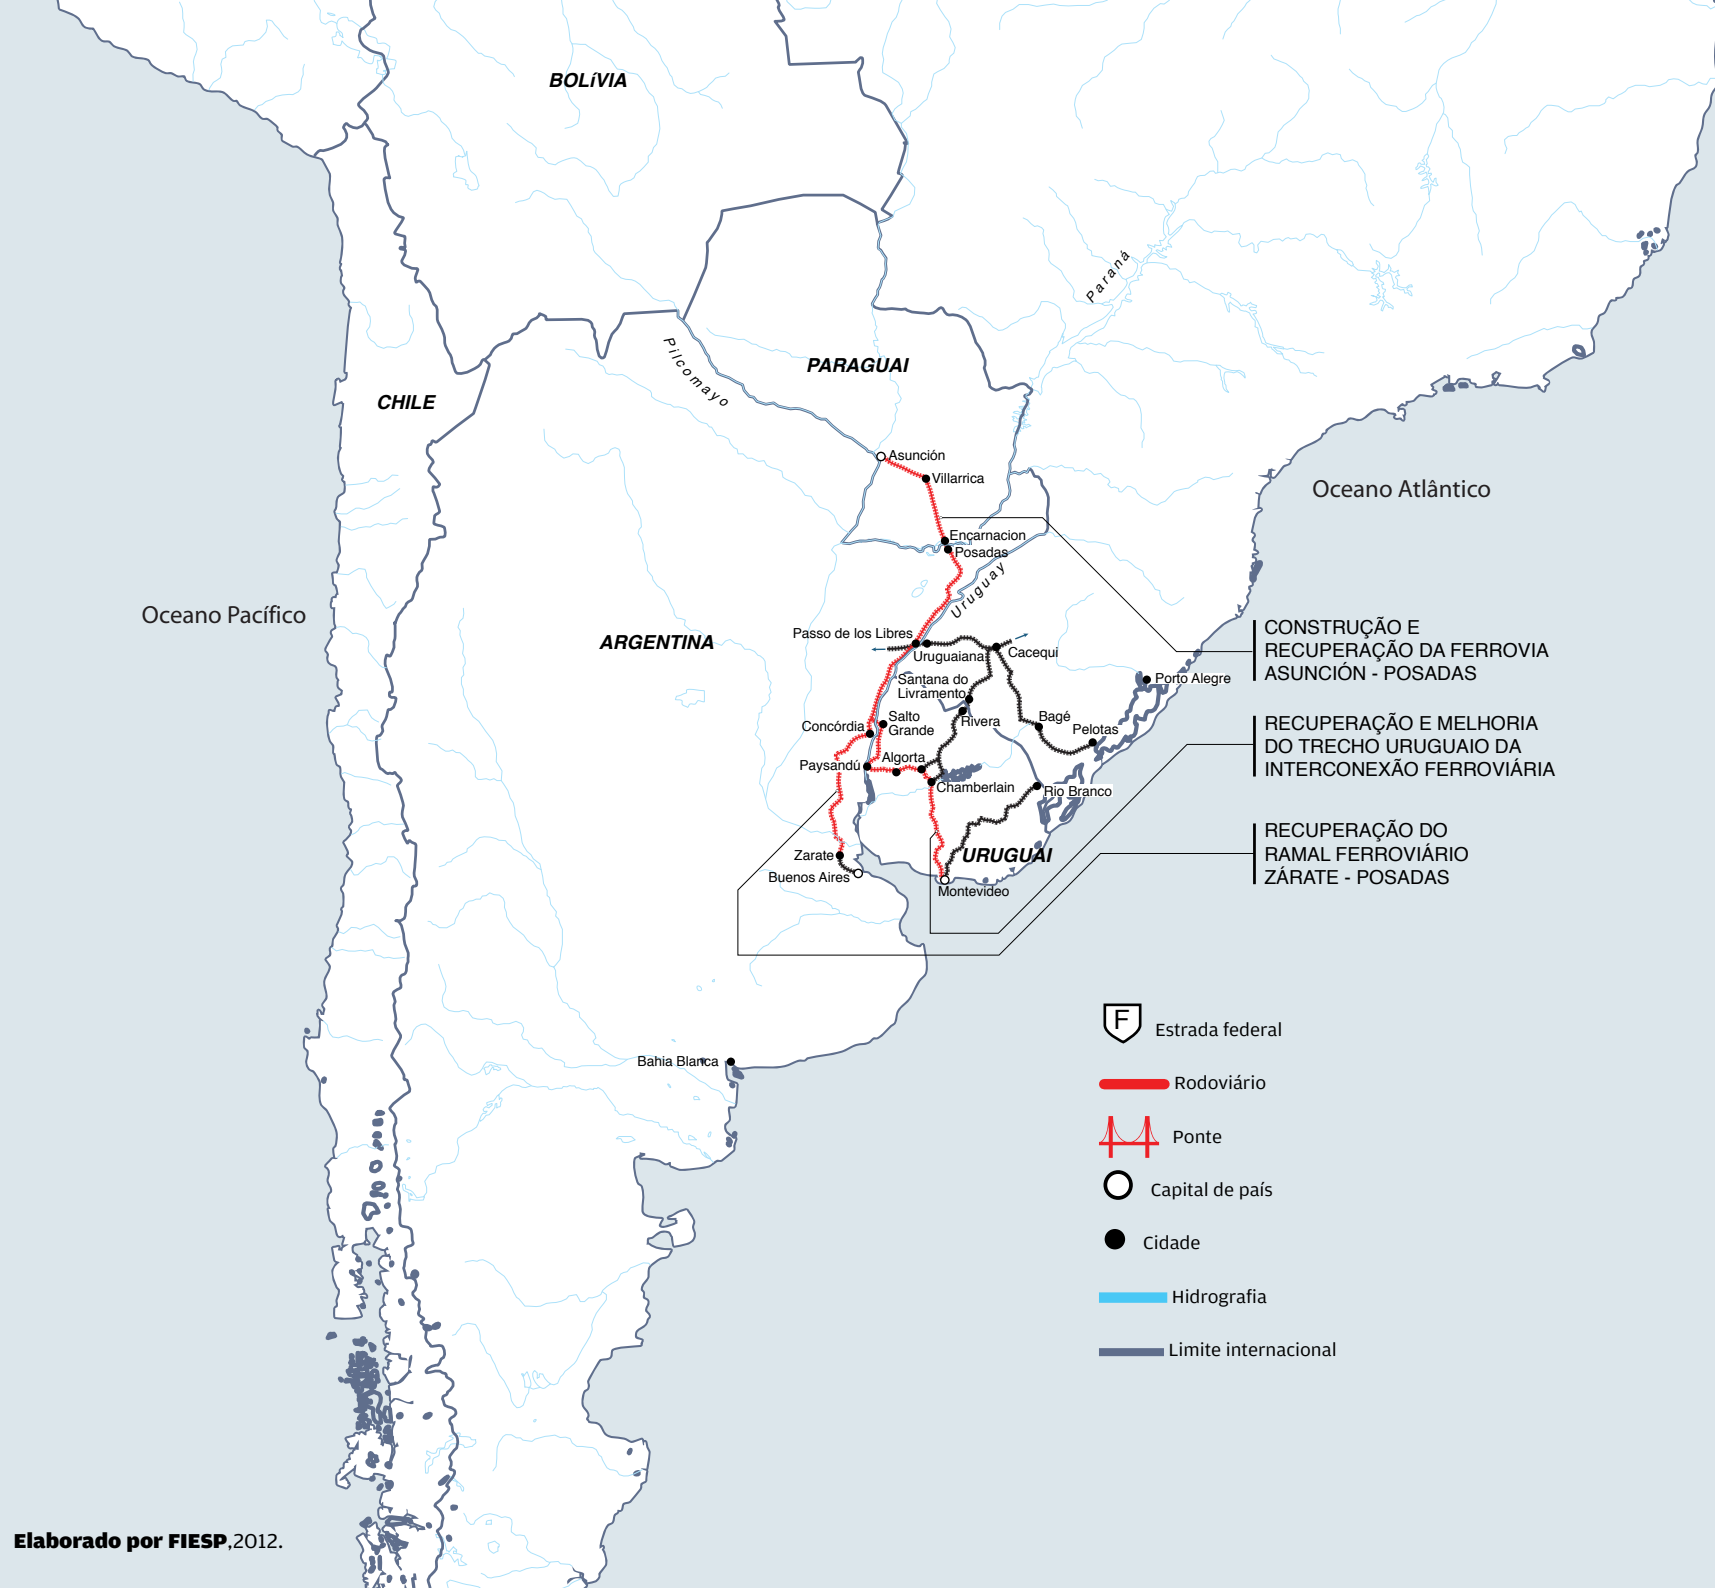 BOLíVIA
Paraná
Pilcomayo
PARAGUAI
CHILE
Asunción
Villarrica
Oceano Atlântico
Encarnacion
Posadas
Uruguay
Oceano Pacífico
ARGENTINA
Passo de los Libres
Uruguaiana
Cacequi
Santana do
Livramento
Porto Alegre
Salto
Grande
Concórdia
Rivera
Bagé
Pelotas
Paysandú
Algorta
Chamberlain
Rio Branco
Zarate
URUGUAI
Buenos Aires
Montevideo
CONSTRUÇÃO E
RECUPERAÇÃO DA FERROVIA
ASUNCIÓN - POSADAS
RECUPERAÇÃO E MELHORIA
DO TRECHO URUGUAIO DA
INTERCONEXÃO FERROVIÁRIA
RECUPERAÇÃO DO
RAMAL FERROVIÁRIO
ZÁRATE - POSADAS
Bahia Blanca
F Estrada federal
Rodoviário
Ponte
Capital de país
Cidade
Hidrografia
Limite internacional
Elaborado por FIESP,2012.